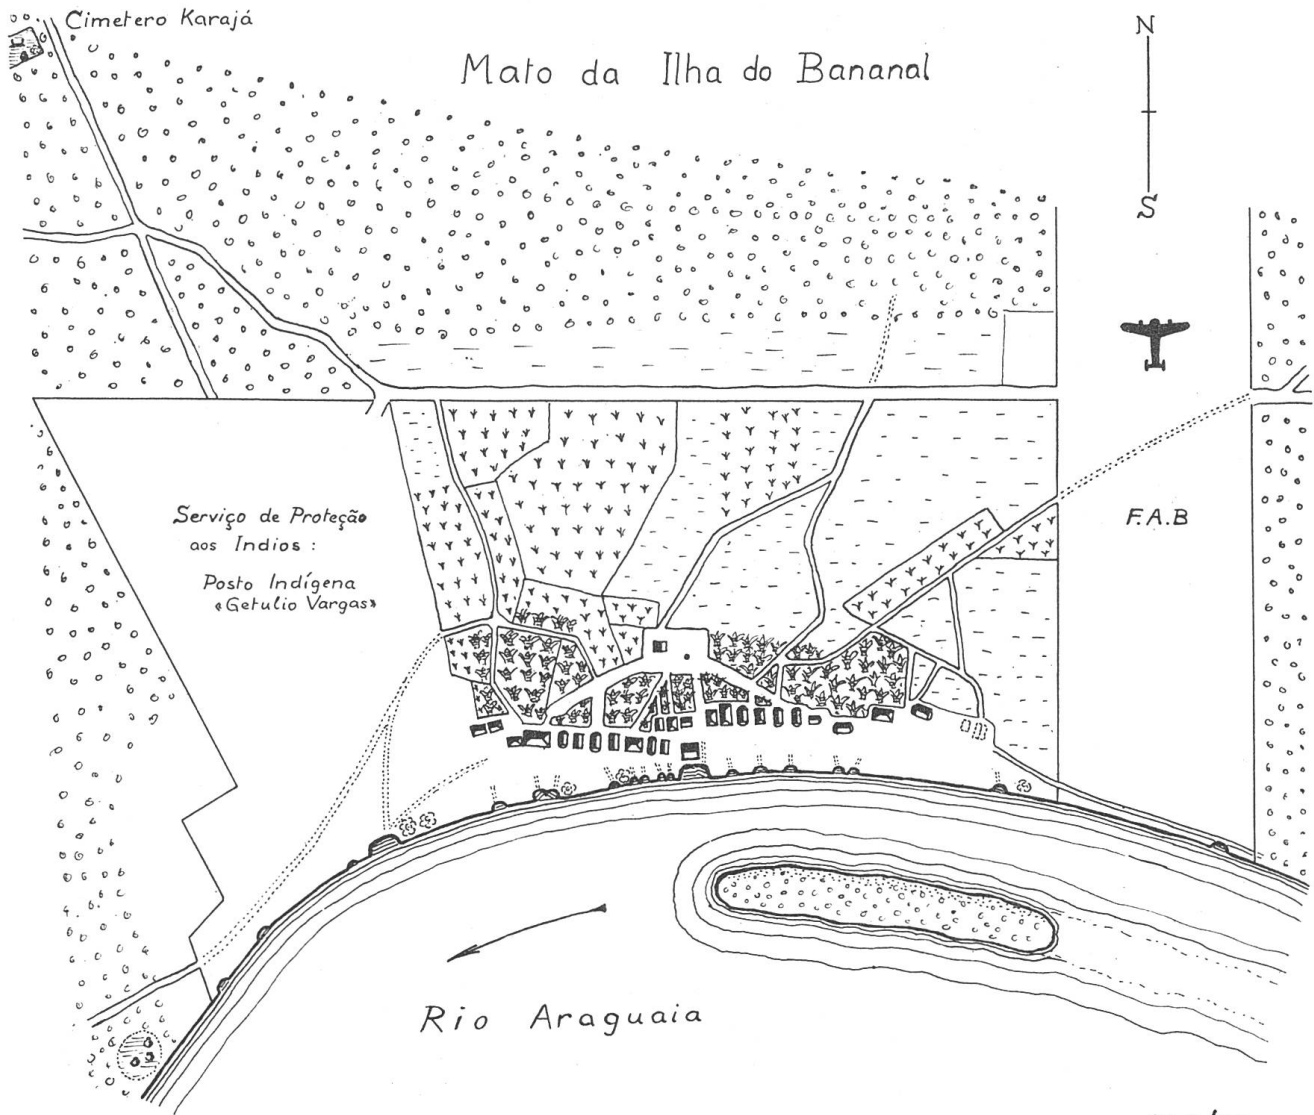 Cimetero Karajá
Mato da Ilha do Bananal
N
S
Serviço de Proteção
aos Indios :
Posto Indígena
«Getulio Vargas»
F.A.B
Rio Araguaia